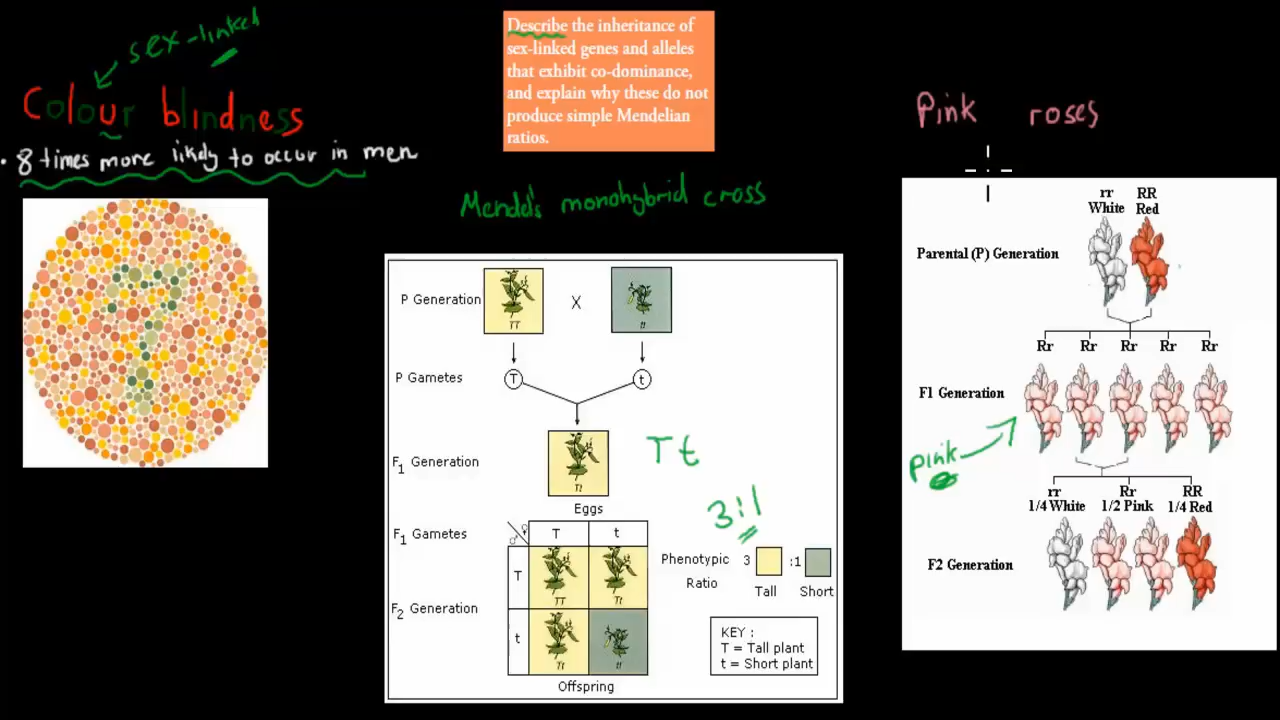 sex-linked
Colour blindness
• 8 times more likely to occur in men
Describe the inheritance of
sex-linked genes and alleles
that exhibit co-dominance,
and explain why these do not
produce simple Mendelian
ratios.
Mendel's monohybrid cross
P Generation
TT
X
tt
P Gametes
T
t
F1 Generation
Tt
Tt
Eggs
3:1
F1 Gametes
♂
♀
T
t
F2 Generation
T
TT
Tt
t
Tt
tt
Offspring
Phenotypic
Ratio
3
:1
Tall
Short
KEY :
T = Tall plant
t = Short plant
Pink roses
rr
White
RR
Red
Parental (P) Generation
Rr Rr Rr Rr Rr
F1 Generation
pink
rr
1/4 White
Rr
1/2 Pink
RR
1/4 Red
F2 Generation